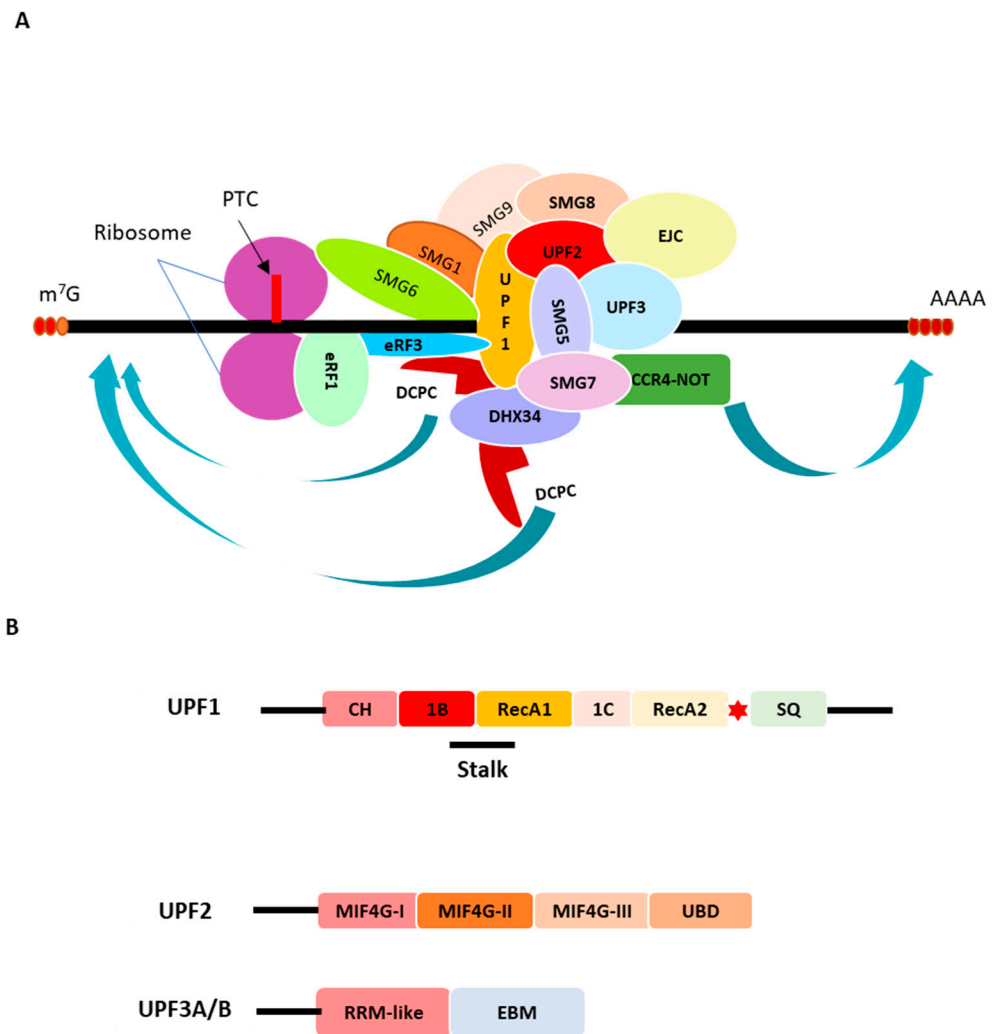 A
PTC
Ribosome
m⁷G
SMG9
SMG8
EJC
SMG1
UPF2
SMG6
UPF1
SMG5
UPF3
AAAA
eRF3
eRF1
DCPC
SMG7
CCR4-NOT
DHX34
DCPC
B
UPF1
CH 1B RecA1 1C RecA2 SQ
Stalk
UPF2
MIF4G-I MIF4G-II MIF4G-III UBD
UPF3A/B
RRM-like EBM